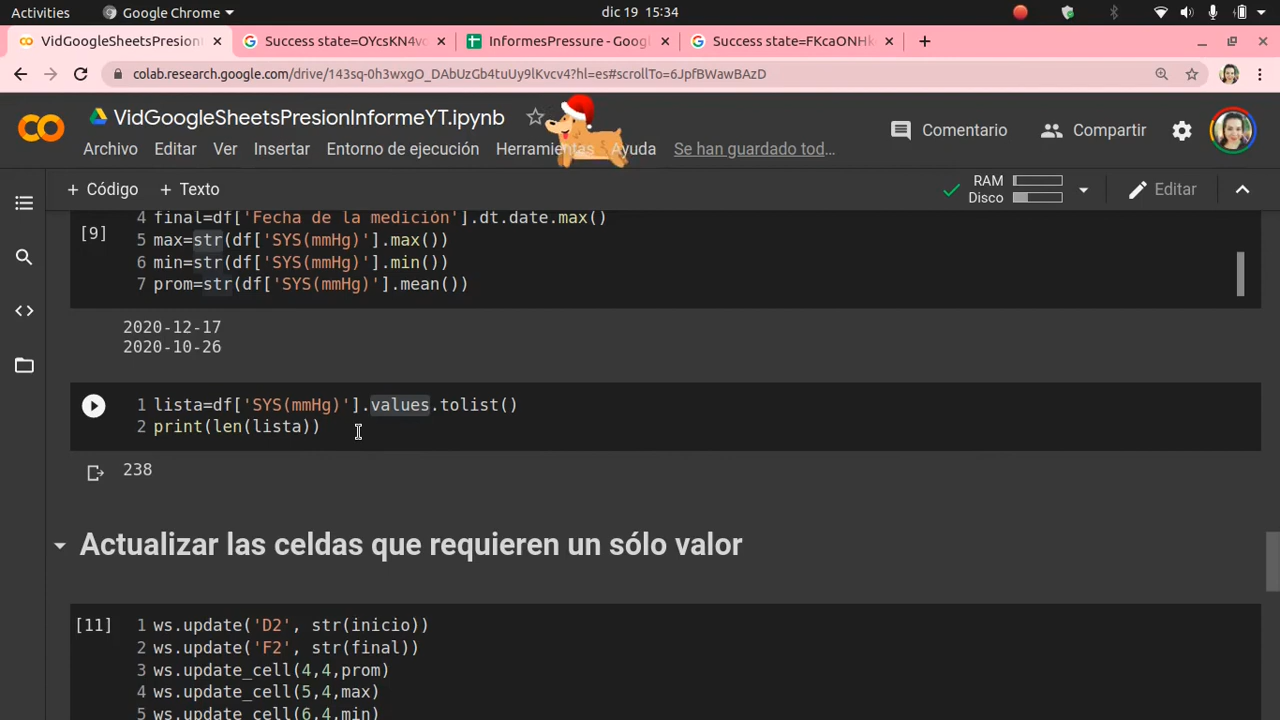 Activities Google Chrome dic 19 15:34
VidGoogleSheetsPresionI Success state=OYcsKN4v InformesPressure - Googl Success state=FKcaONHk
colab.research.google.com/drive/143sq-0h3wxgO_DAbUzGb4tuUy9lKvcv4?hl=es#scrollTo=6JpfBWawBAzD
VidGoogleSheetsPresionInformeYT.ipynb
Comentario Compartir
Archivo Editar Ver Insertar Entorno de ejecución Herramientas Ayuda Se han guardado tod…
+ Código + Texto RAM Disco Editar
4 final=df['Fecha de la medición'].dt.date.max()
[9] 5 max=str(df['SYS(mmHg)'].max())
6 min=str(df['SYS(mmHg)'].min())
7 prom=str(df['SYS(mmHg)'].mean())
2020-12-17
2020-10-26
1 lista=df['SYS(mmHg)'].values.tolist()
2 print(len(lista))
238
Actualizar las celdas que requieren un sólo valor
[11] 1 ws.update('D2', str(inicio))
2 ws.update('F2', str(final))
3 ws.update_cell(4,4,prom)
4 ws.update_cell(5,4,max)
5 ws.update_cell(6,4,min)